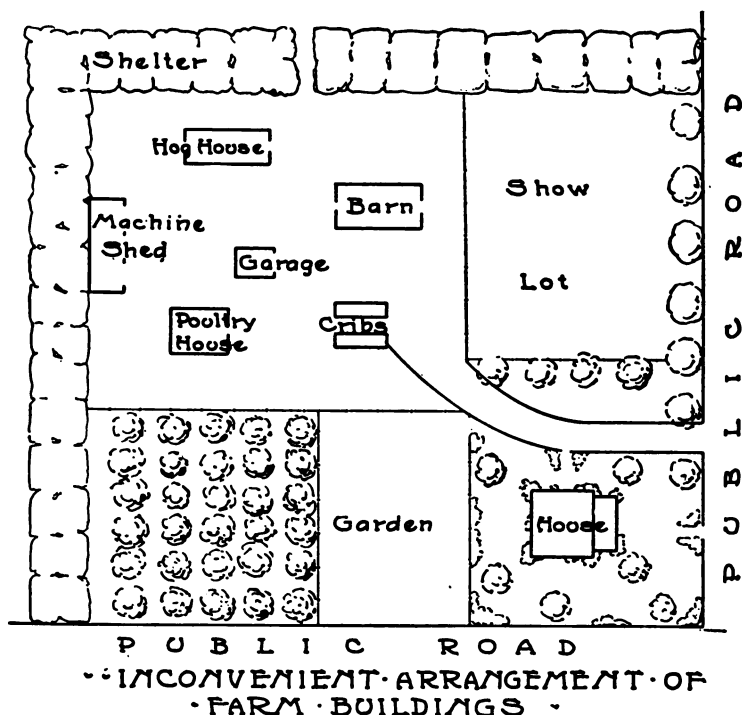 Shelter
Hog House
Show
Barn
Machine
Shed
Garage
Lot
Poultry
House
Cribs
Garden
House
PUBLIC ROAD
PUBLIC ROAD
INCONVENIENT·ARRANGEMENT·OF
·FARM·BUILDINGS·